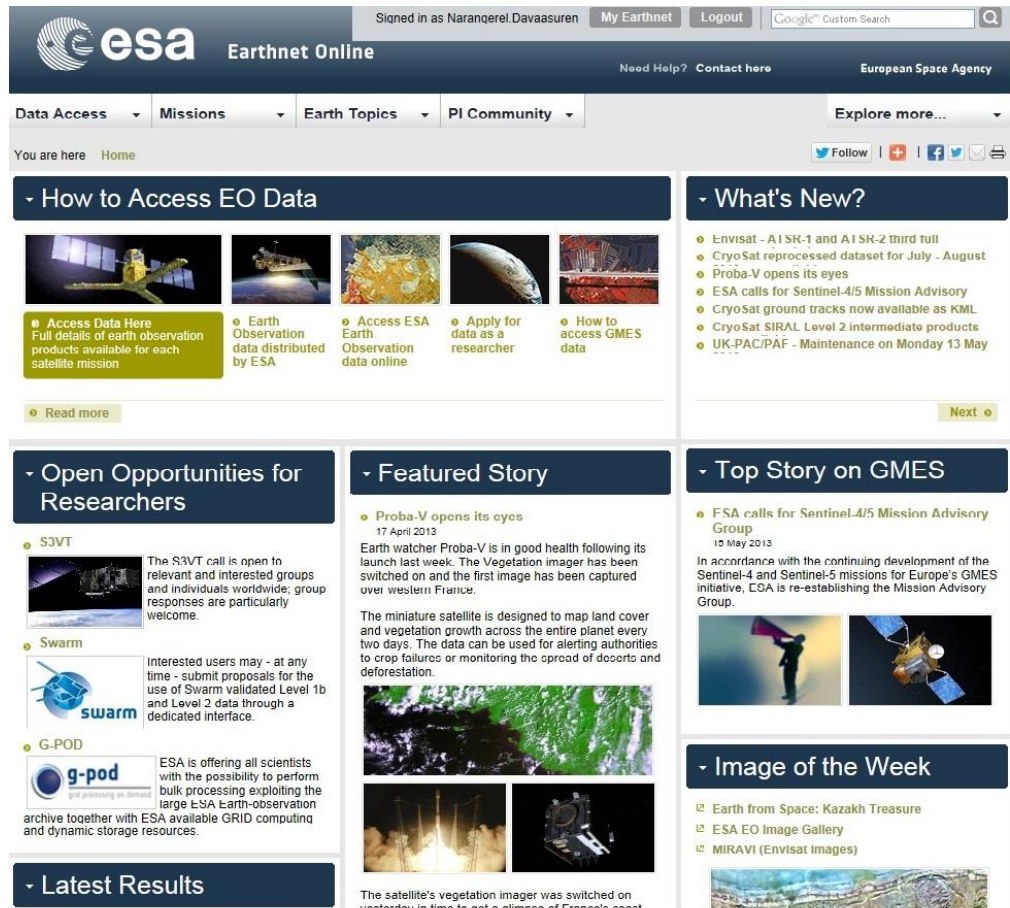 Signed in as Narangerel.Davaasuren My Earthnet Logout Google™ Custom Search
esa Earthnet Online
Need Help? Contact here European Space Agency
Data Access Missions Earth Topics PI Community Explore more...
You are here Home
Follow
How to Access EO Data
Access Data Here
Full details of earth observation
products available for each
satellite mission
Earth
Observation
data distributed
by ESA
Access ESA
Earth
Observation
data online
Apply for
data as a
researcher
How to
access GMES
data
Read more
What's New?
Envisat - ATSR-1 and ATSR-2 third full
CryoSat reprocessed dataset for July - August
Proba-V opens its eyes
ESA calls for Sentinel-4/5 Mission Advisory
CryoSat ground tracks now available as KML
CryoSat SIRAL Level 2 intermediate products
UK-PAC/PAF - Maintenance on Monday 13 May
Next
Open Opportunities for
Researchers
S3VT
The S3VT call is open to
relevant and interested groups
and individuals worldwide; group
responses are particularly
welcome.
Swarm
swarm
Interested users may - at any
time - submit proposals for the
use of Swarm validated Level 1b
and Level 2 data through a
dedicated interface.
G-POD
g-pod
grid processing on demand
ESA is offering all scientists
with the possibility to perform
bulk processing exploiting the
large ESA Earth-observation
archive together with ESA available GRID computing
and dynamic storage resources.
Latest Results
Featured Story
Proba-V opens its eyes
17 April 2013
Earth watcher Proba-V is in good health following its
launch last week. The Vegetation imager has been
switched on and the first image has been captured
over western France.
The miniature satellite is designed to map land cover
and vegetation growth across the entire planet every
two days. The data can be used for alerting authorities
to crop failures or monitoring the spread of deserts and
deforestation.
The satellite's vegetation imager was switched on
yesterday in time to get a glimpse of France's coast
Top Story on GMES
ESA calls for Sentinel-4/5 Mission Advisory
Group
15 May 2013
In accordance with the continuing development of the
Sentinel-4 and Sentinel-5 missions for Europe's GMES
initiative, ESA is re-establishing the Mission Advisory
Group.
Image of the Week
Earth from Space: Kazakh Treasure
ESA EO Image Gallery
MIRAVI (Envisat Images)